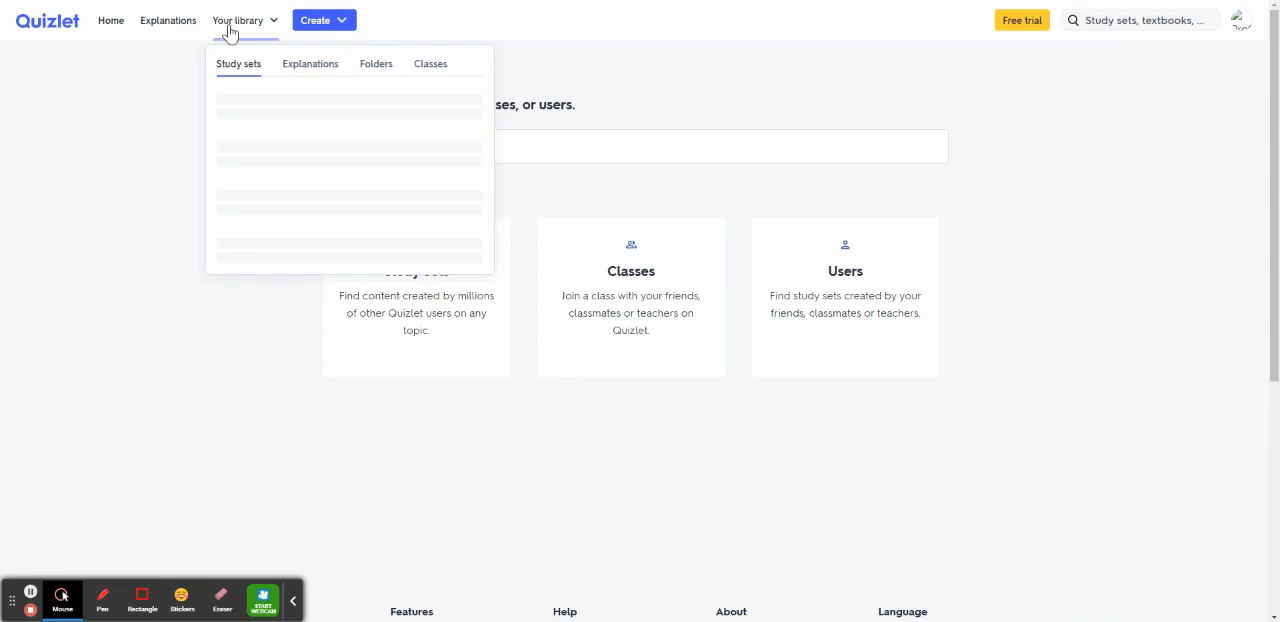 Quizlet
Home
Explanations
Your library
Create
Free trial
Study sets, textbooks, ...
Study sets
Explanations
Folders
Classes
ses, or users.
Find content created by millions
of other Quizlet users on any
topic.
Classes
Join a class with your friends,
classmates or teachers on
Quizlet.
Users
Find study sets created by your
friends, classmates or teachers.
Mouse
Pen
Rectangle
Stickers
Eraser
START
WEBCAM
Features
Help
About
Language